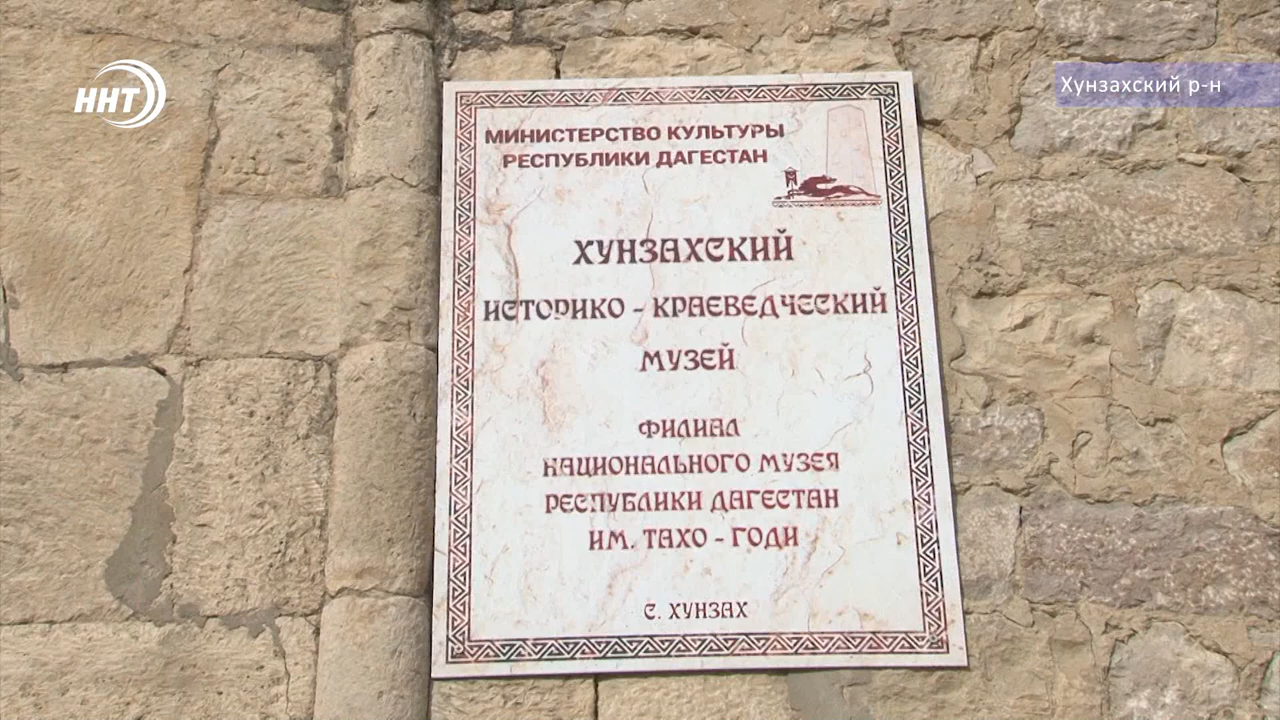 ННТ
Хунзахский р-н
МИНИСТЕРСТВО КУЛЬТУРЫ
РЕСПУБЛИКИ ДАГЕСТАН
ХУНЗАХСКИЙ
ИСТОРИКО - КРАЕВЕДЧЕСКИЙ
МУЗЕЙ
ФИЛИАЛ
НАЦИОНАЛЬНОГО МУЗЕЯ
РЕСПУБЛИКИ ДАГЕСТАН
ИМ. ТАХО - ГОДИ
С. ХУНЗАХ